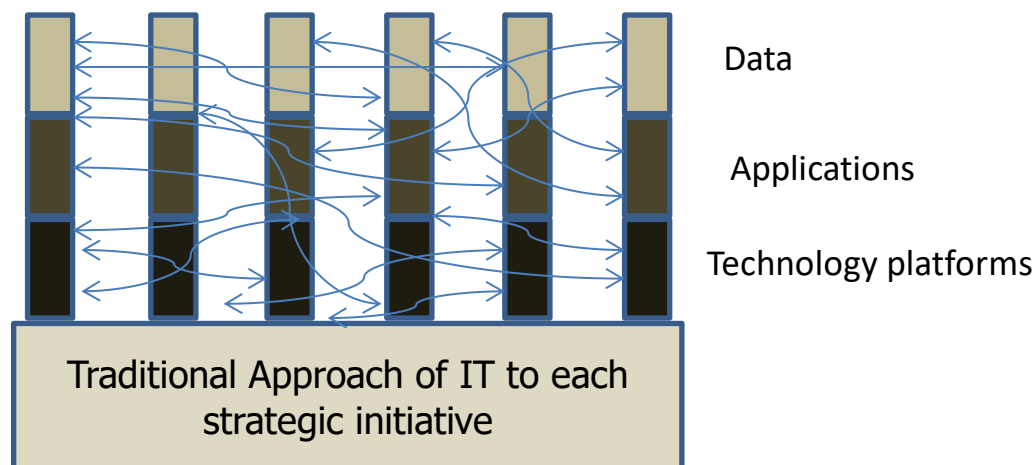 Data
Applications
Technology platforms
Traditional Approach of IT to each
strategic initiative